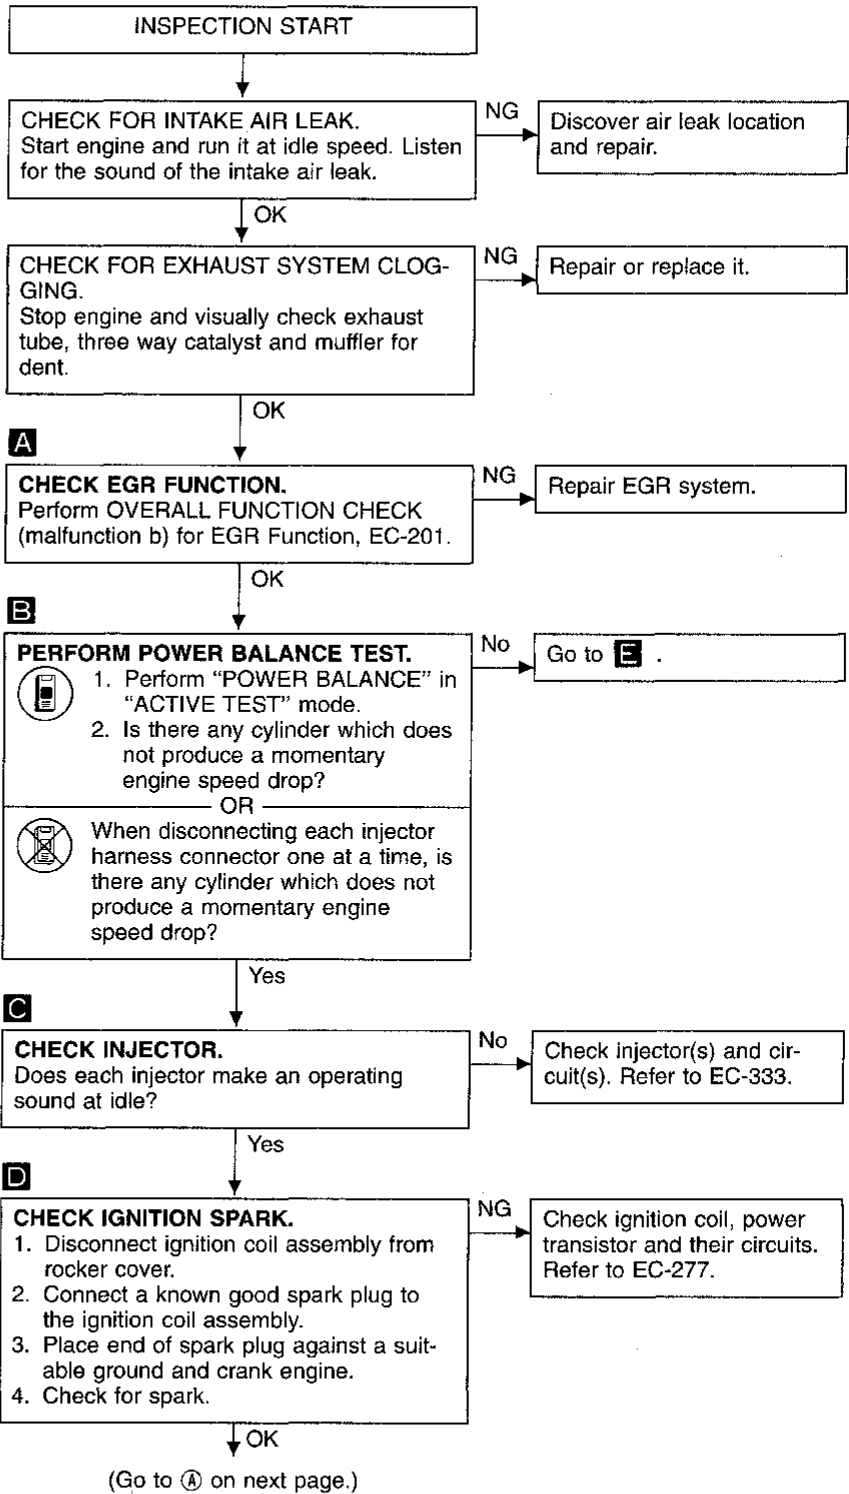 INSPECTION START
CHECK FOR INTAKE AIR LEAK.
Start engine and run it at idle speed. Listen
for the sound of the intake air leak.
NG
Discover air leak location
and repair.
OK
CHECK FOR EXHAUST SYSTEM CLOG-
GING.
Stop engine and visually check exhaust
tube, three way catalyst and muffler for
dent.
NG
Repair or replace it.
OK
A
CHECK EGR FUNCTION.
Perform OVERALL FUNCTION CHECK
(malfunction b) for EGR Function, EC-201.
NG
Repair EGR system.
OK
B
PERFORM POWER BALANCE TEST.
1. Perform “POWER BALANCE” in
“ACTIVE TEST” mode.
2. Is there any cylinder which does
not produce a momentary
engine speed drop?
OR
When disconnecting each injector
harness connector one at a time, is
there any cylinder which does not
produce a momentary engine
speed drop?
No
Go to E .
Yes
C
CHECK INJECTOR.
Does each injector make an operating
sound at idle?
No
Check injector(s) and cir-
cuit(s). Refer to EC-333.
Yes
D
CHECK IGNITION SPARK.
1. Disconnect ignition coil assembly from
rocker cover.
2. Connect a known good spark plug to
the ignition coil assembly.
3. Place end of spark plug against a suit-
able ground and crank engine.
4. Check for spark.
NG
Check ignition coil, power
transistor and their circuits.
Refer to EC-277.
OK
(Go to Ⓐ on next page.)